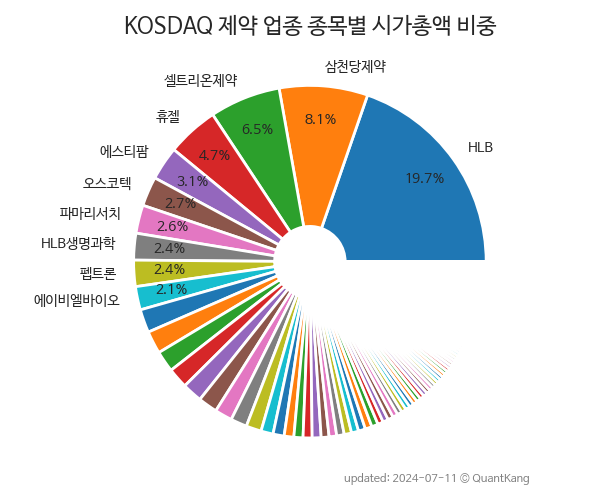 KOSDAQ 제약 업종 종목별 시가총액 비중
삼천당제약
셀트리온제약
8.1%
휴젤
6.5%
HLB
에스티팜
4.7%
19.7%
오스코텍
3.1%
2.7%
파마리서치
2.6%
HLB생명과학
2.4%
펩트론
2.4%
에이비엘바이오
2.1%
updated: 2024-07-11 © QuantKang